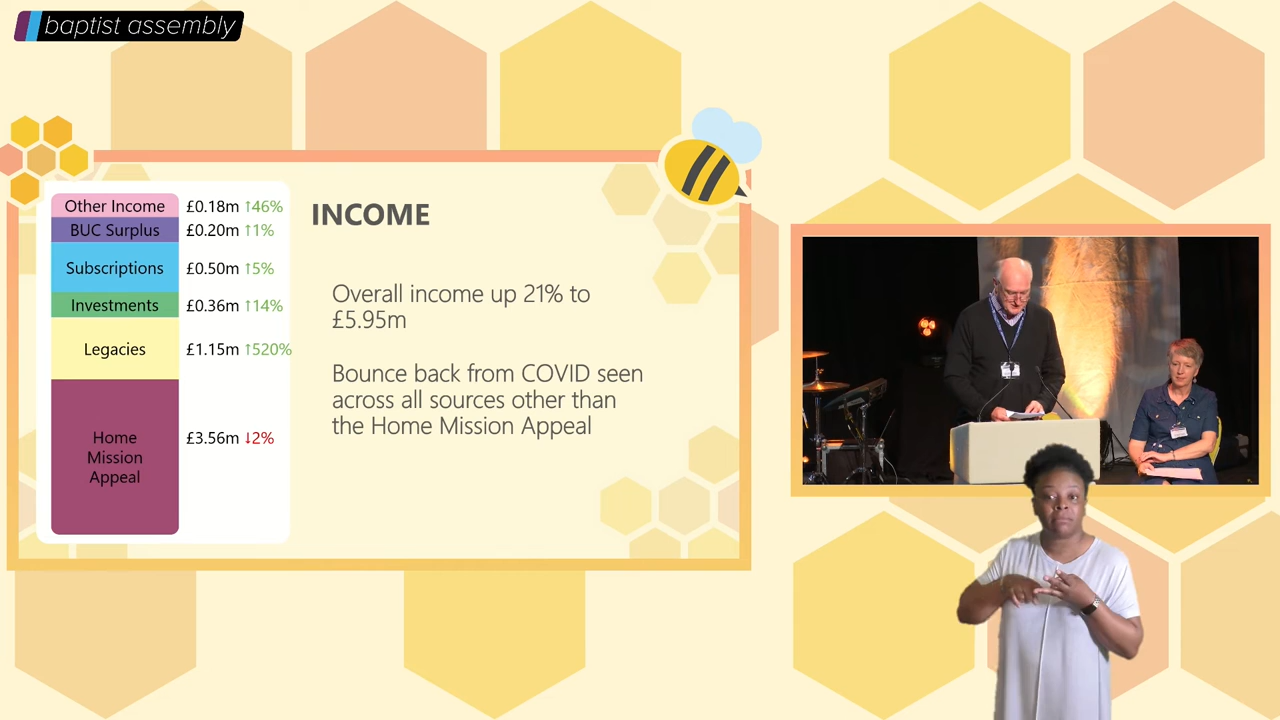 baptist assembly
Other Income £0.18m ↑46%
BUC Surplus £0.20m ↑1%
Subscriptions £0.50m ↑5%
Investments £0.36m ↑14%
Legacies £1.15m ↑520%
Home
Mission
Appeal
£3.56m ↓2%
INCOME
Overall income up 21% to
£5.95m
Bounce back from COVID seen
across all sources other than
the Home Mission Appeal